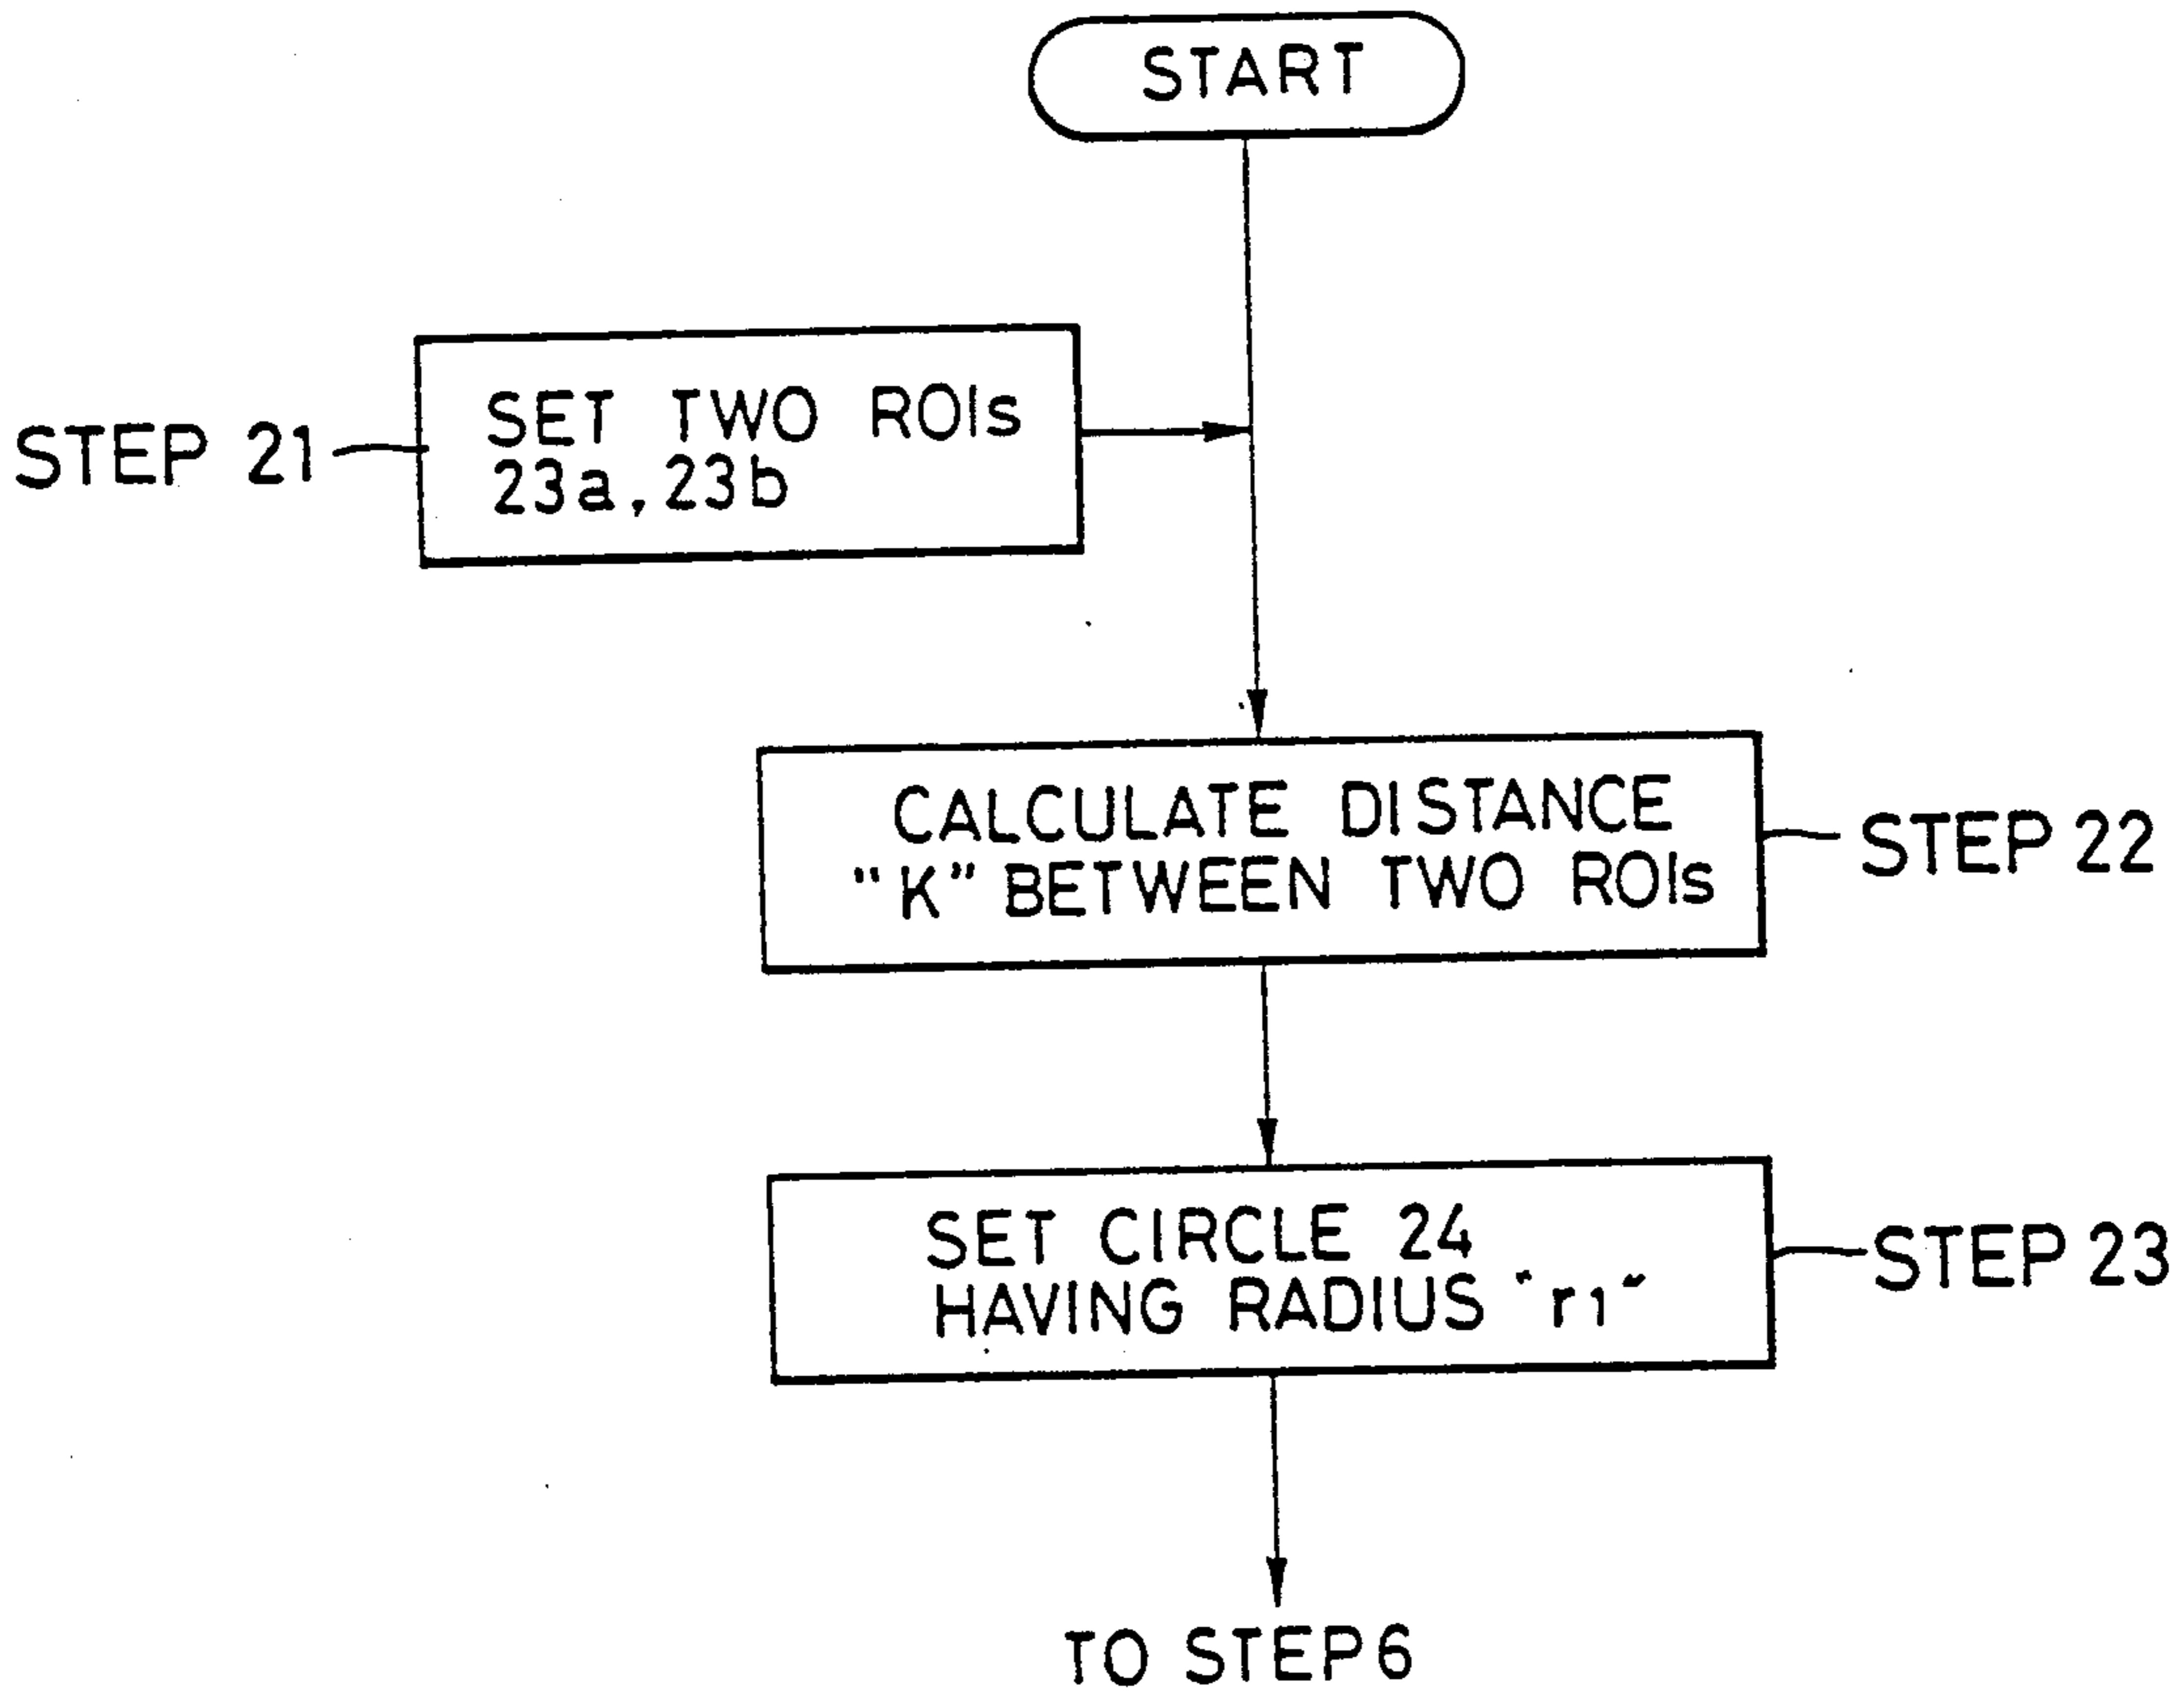 START
STEP 21
SET TWO ROIs
23a, 23b
CALCULATE DISTANCE
"K" BETWEEN TWO ROIs
STEP 22
SET CIRCLE 24
HAVING RADIUS "r1"
STEP 23
TO STEP 6